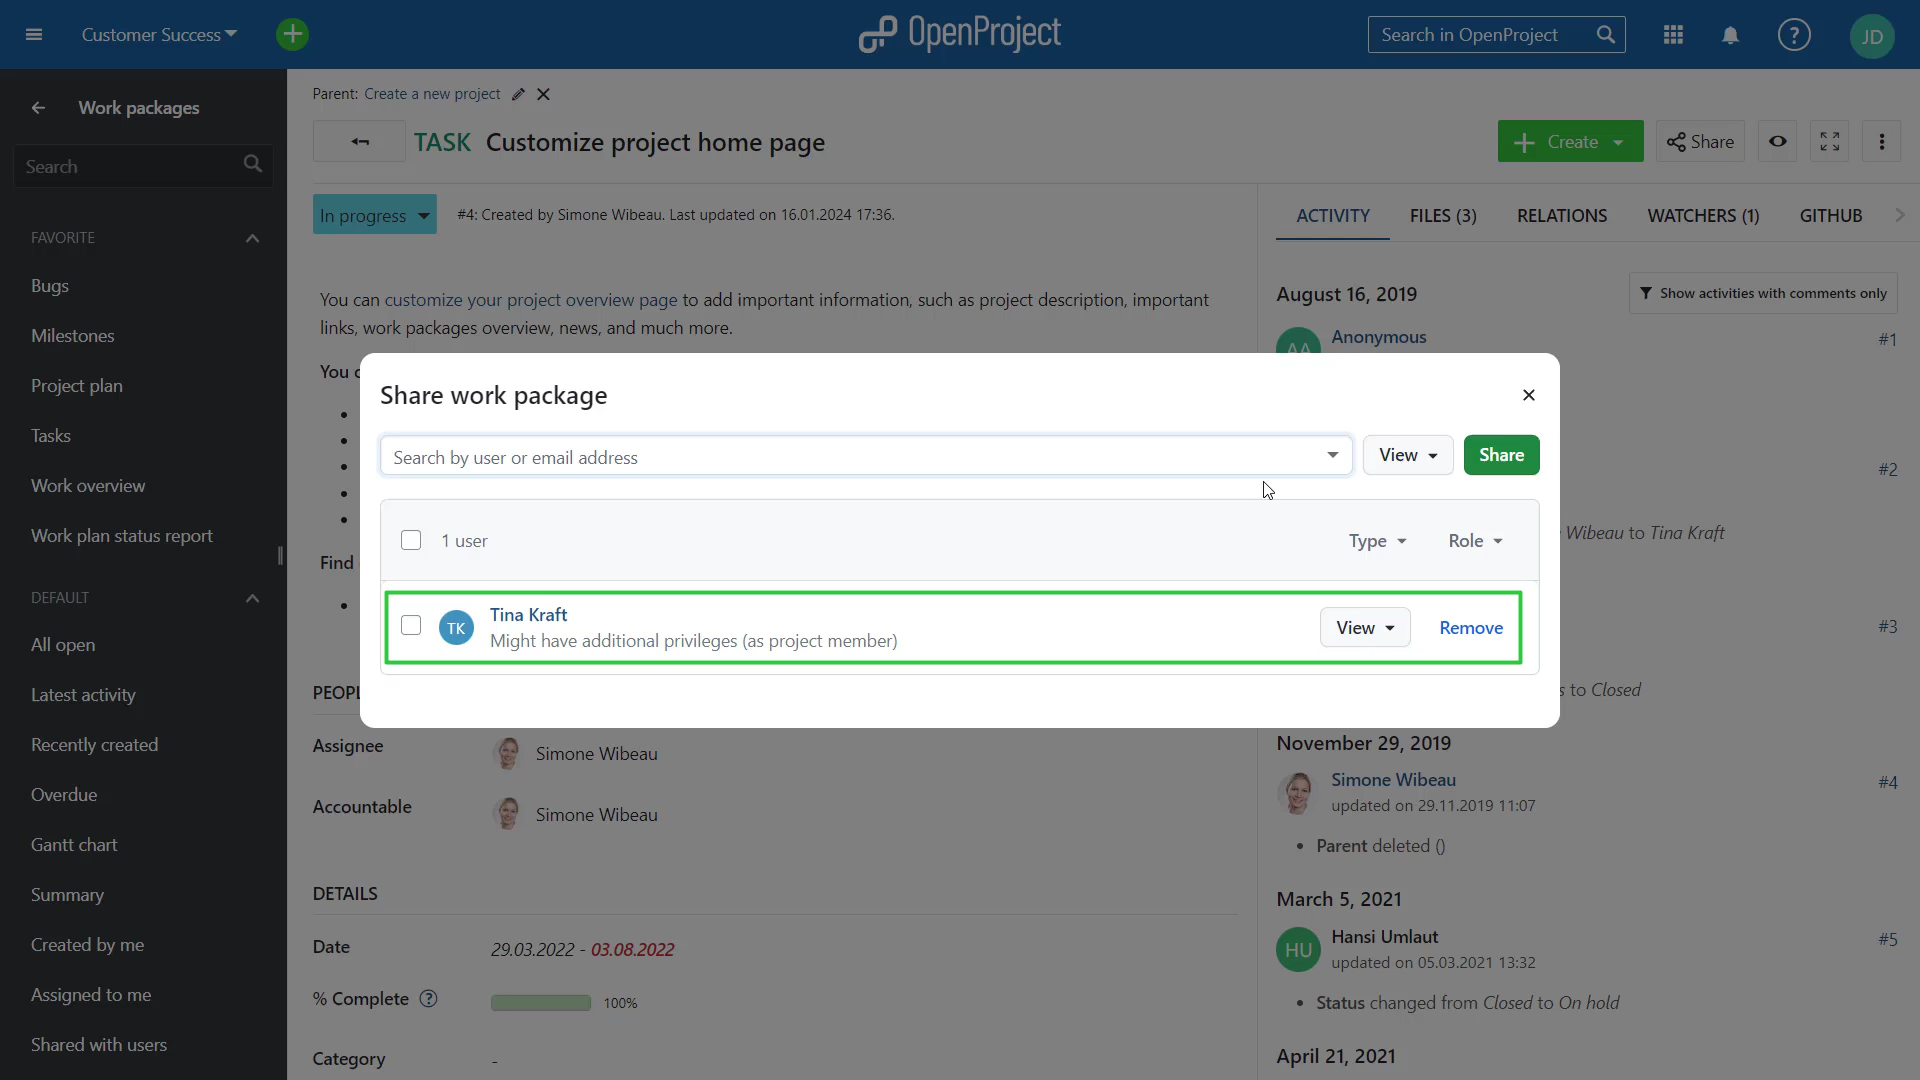 Customer Success
OpenProject
Search in OpenProject
?
JD
Work packages
Search
FAVORITE
Bugs
Milestones
Project plan
Tasks
Work overview
Work plan status report
DEFAULT
All open
Latest activity
Recently created
Overdue
Gantt chart
Summary
Created by me
Assigned to me
Shared with users
Parent: Create a new project
TASK Customize project home page
Create
Share
In progress
#4: Created by Simone Wibeau. Last updated on 16.01.2024 17:36.
You can customize your project overview page to add important information, such as project description, important
links, work packages overview, news, and much more.
Find
Share work package
Search by user or email address
View
Share
1 user
Type
Role
TK
Tina Kraft
Might have additional privileges (as project member)
View
Remove
Assignee
Simone Wibeau
Accountable
Simone Wibeau
DETAILS
Date
29.03.2022 - 03.08.2022
% Complete ?
100%
Category
-
ACTIVITY
FILES (3)
RELATIONS
WATCHERS (1)
GITHUB
August 16, 2019
Show activities with comments only
Anonymous
#1
#2
Wibeau to Tina Kraft
#3
to Closed
November 29, 2019
Simone Wibeau
#4
updated on 29.11.2019 11:07
Parent deleted ()
March 5, 2021
HU
Hansi Umlaut
#5
updated on 05.03.2021 13:32
Status changed from Closed to On hold
April 21, 2021